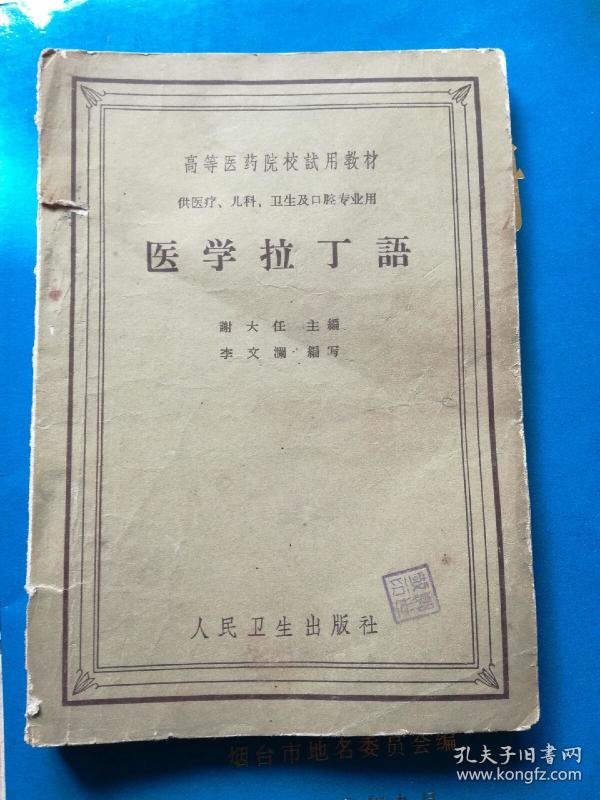 高等医药院校試用教材
供医疗、儿科、卫生及口腔专业用
医学拉丁語
謝大任 主編
李文澜 編写
人民卫生出版社
烟台市地名委员会编
孔夫子旧书网
www.kongfz.com